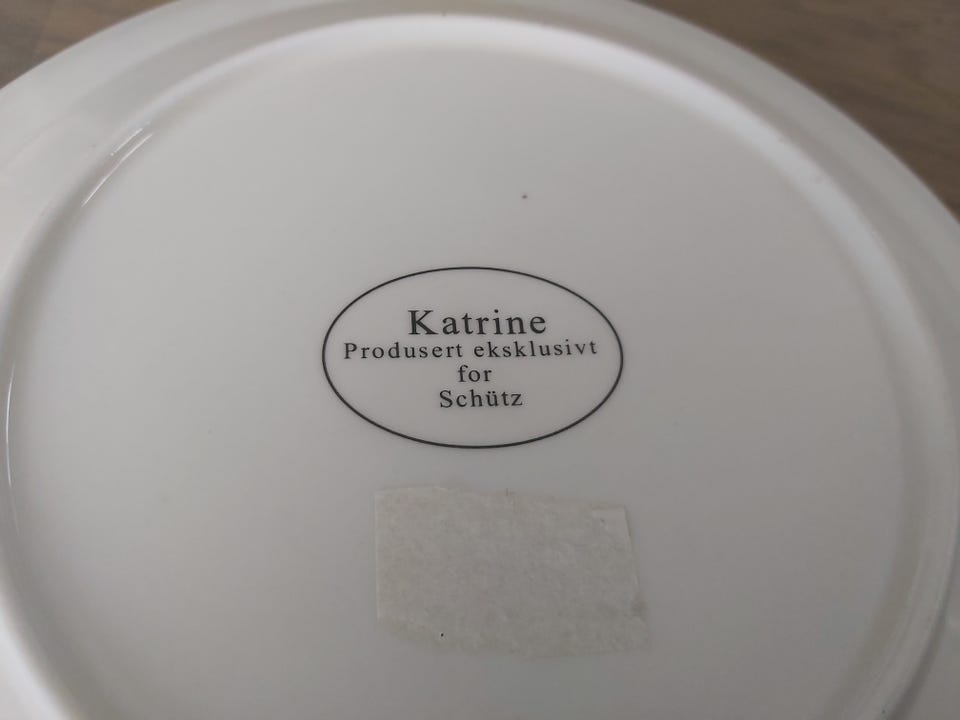 Katrine
Produsert eksklusivt
for
Schütz